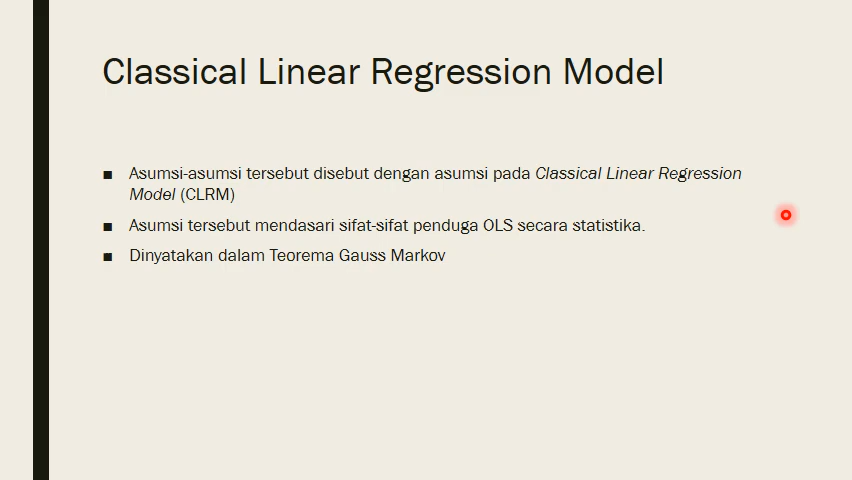 Classical Linear Regression Model
■ Asumsi-asumsi tersebut disebut dengan asumsi pada Classical Linear Regression
Model (CLRM)
■ Asumsi tersebut mendasari sifat-sifat penduga OLS secara statistika.
■ Dinyatakan dalam Teorema Gauss Markov